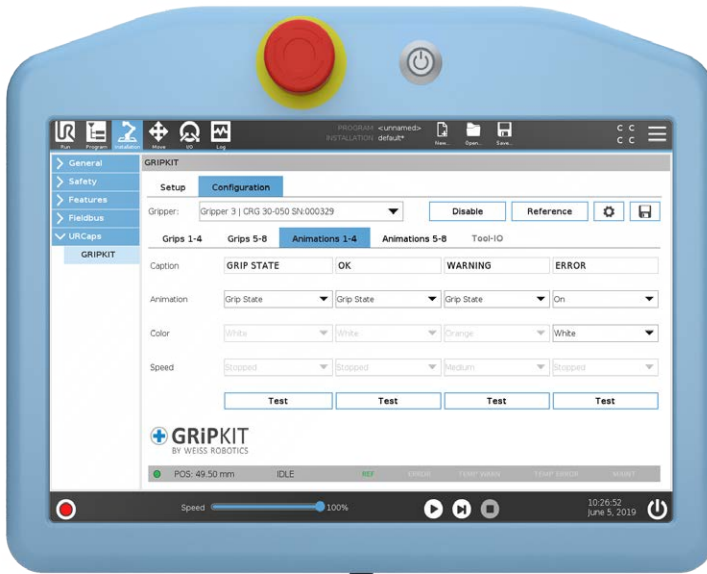 PROGRAM <unnamed>
INSTALLATION default*
Run Program Installation Move I/O Log New... Open... Save...
C C
C C
General
Safety
Features
Fieldbus
URCaps
GRIPKIT
GRIPKIT
Setup Configuration
Gripper: Gripper 3 | CRG 30-050 SN:000329 Disable Reference
Grips 1-4 Grips 5-8 Animations 1-4 Animations 5-8 Tool-IO
Caption GRIP STATE OK WARNING ERROR
Animation Grip State Grip State Grip State On
Color White White Orange White
Speed Stopped Stopped Medium Stopped
Test Test Test Test
GRiPKIT
BY WEISS ROBOTICS
POS: 49.50 mm IDLE REF ERROR TEMP WARN TEMP ERROR MAINT
Speed 100%
10:26:52
June 5, 2019